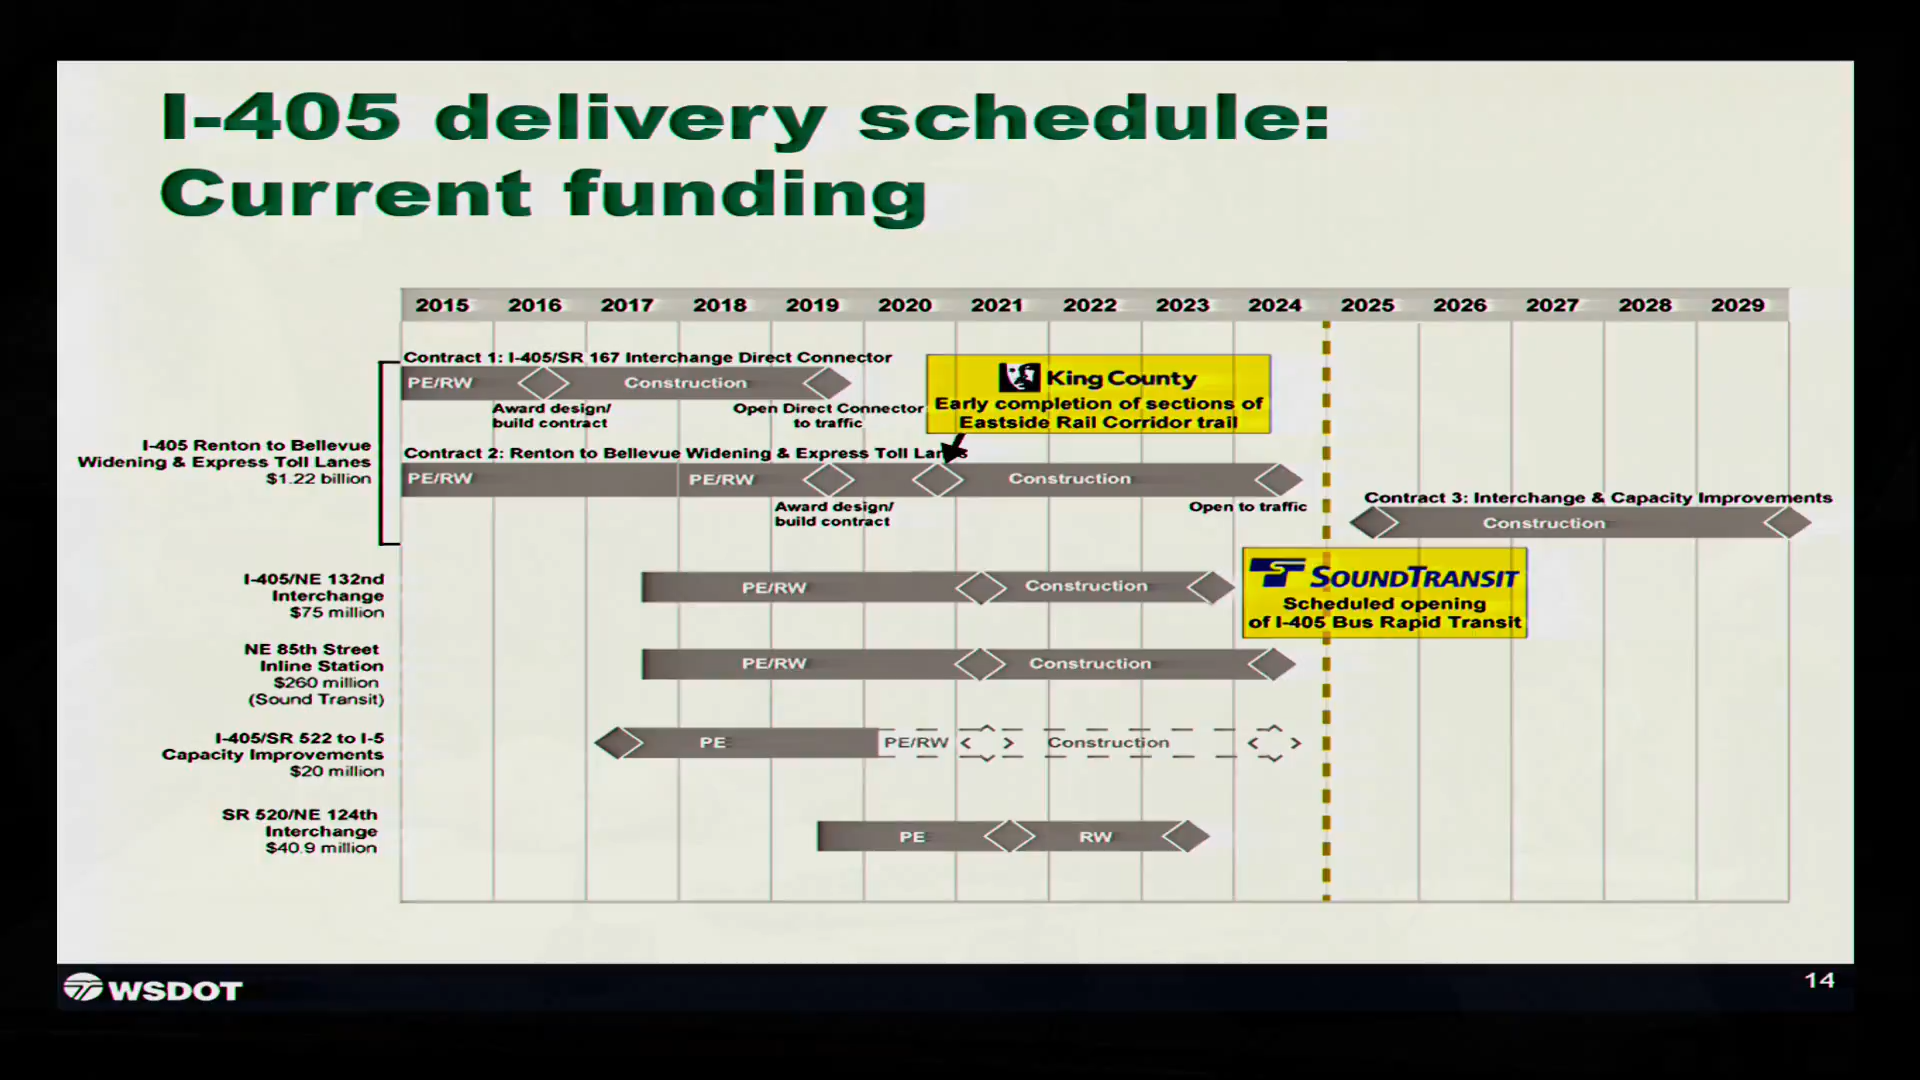 I-405 delivery schedule:
Current funding
2015 2016 2017 2018 2019 2020 2021 2022 2023 2024 2025 2026 2027 2028 2029
Contract 1: I-405/SR 167 Interchange Direct Connector
PE/RW Construction
Award design/
build contract
Open Direct Connector
to traffic
King County
Early completion of sections of
Eastside Rail Corridor trail
I-405 Renton to Bellevue
Widening & Express Toll Lanes
$1.22 billion
Contract 2: Renton to Bellevue Widening & Express Toll Lanes
PE/RW PE/RW Construction
Award design/
build contract
Open to traffic
Contract 3: Interchange & Capacity Improvements
Construction
I-405/NE 132nd
Interchange
$75 million
PE/RW Construction
SOUNDTRANSIT
Scheduled opening
of I-405 Bus Rapid Transit
NE 85th Street
Inline Station
$260 million
(Sound Transit)
PE/RW Construction
I-405/SR 522 to I-5
Capacity Improvements
$20 million
PE PE/RW Construction
SR 520/NE 124th
Interchange
$40.9 million
PE RW
WSDOT
14